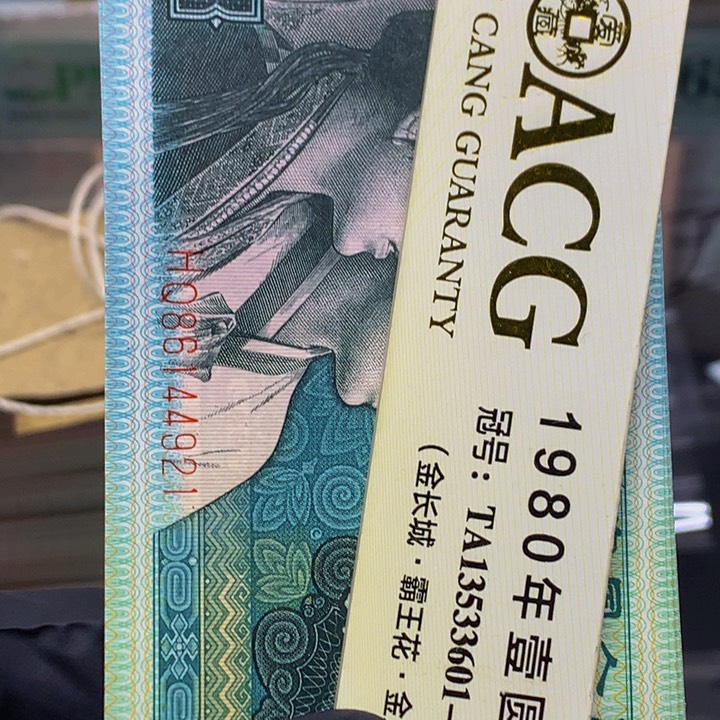 ACG
CANG GUARANTY
1980年壹圆
冠号：TA13533601-
（金长城·霸王花·金
HQ86144921